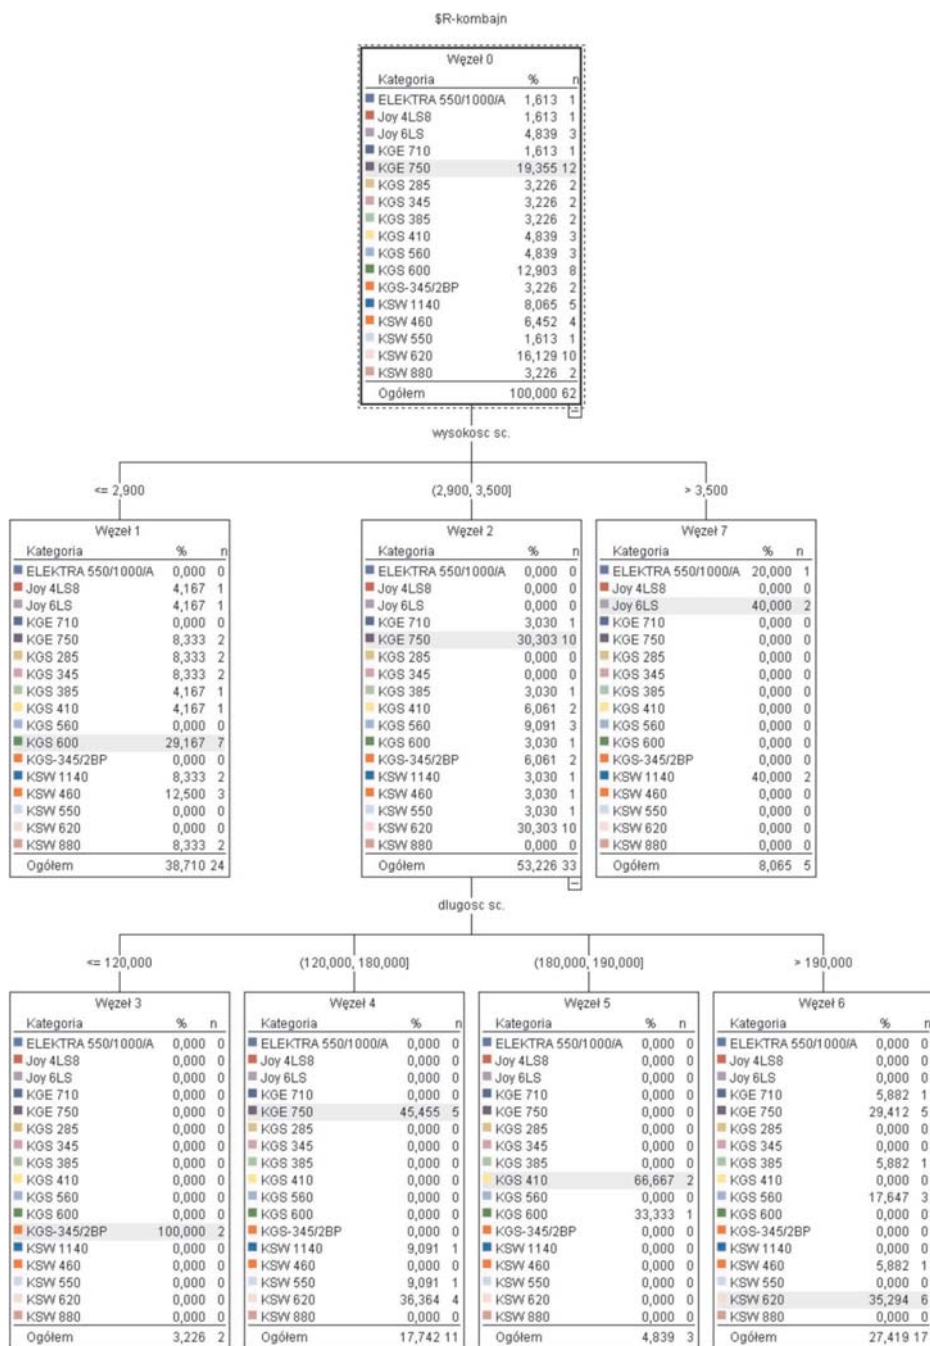 $R-kombajn
Węzeł 0
Kategoria % n
ELEKTRA 550/1000/A 1,613 1
Joy 4LS8 1,613 1
Joy 6LS 4,839 3
KGE 710 1,613 1
KGE 750 19,355 12
KGS 285 3,226 2
KGS 345 3,226 2
KGS 385 3,226 2
KGS 410 4,839 3
KGS 560 4,839 3
KGS 600 12,903 8
KGS-345/2BP 3,226 2
KSW 1140 8,065 5
KSW 460 6,452 4
KSW 550 1,613 1
KSW 620 16,129 10
KSW 880 3,226 2
Ogółem 100,000 62
wysokosc sc.
<= 2,900
(2,900, 3,500]
> 3,500
Węzeł 1
Kategoria % n
ELEKTRA 550/1000/A 0,000 0
Joy 4LS8 4,167 1
Joy 6LS 4,167 1
KGE 710 0,000 0
KGE 750 8,333 2
KGS 285 8,333 2
KGS 345 8,333 2
KGS 385 4,167 1
KGS 410 4,167 1
KGS 560 0,000 0
KGS 600 29,167 7
KGS-345/2BP 0,000 0
KSW 1140 8,333 2
KSW 460 12,500 3
KSW 550 0,000 0
KSW 620 0,000 0
KSW 880 8,333 2
Ogółem 38,710 24
Węzeł 2
Kategoria % n
ELEKTRA 550/1000/A 0,000 0
Joy 4LS8 0,000 0
Joy 6LS 0,000 0
KGE 710 3,030 1
KGE 750 30,303 10
KGS 285 0,000 0
KGS 345 0,000 0
KGS 385 3,030 1
KGS 410 6,061 2
KGS 560 9,091 3
KGS 600 3,030 1
KGS-345/2BP 6,061 2
KSW 1140 3,030 1
KSW 460 3,030 1
KSW 550 3,030 1
KSW 620 30,303 10
KSW 880 0,000 0
Ogółem 53,226 33
Węzeł 7
Kategoria % n
ELEKTRA 550/1000/A 20,000 1
Joy 4LS8 0,000 0
Joy 6LS 40,000 2
KGE 710 0,000 0
KGE 750 0,000 0
KGS 285 0,000 0
KGS 345 0,000 0
KGS 385 0,000 0
KGS 410 0,000 0
KGS 560 0,000 0
KGS 600 0,000 0
KGS-345/2BP 0,000 0
KSW 1140 40,000 2
KSW 460 0,000 0
KSW 550 0,000 0
KSW 620 0,000 0
KSW 880 0,000 0
Ogółem 8,065 5
dlugosc sc.
<= 120,000
(120,000, 180,000]
(180,000, 190,000]
> 190,000
Węzeł 3
Kategoria % n
ELEKTRA 550/1000/A 0,000 0
Joy 4LS8 0,000 0
Joy 6LS 0,000 0
KGE 710 0,000 0
KGE 750 0,000 0
KGS 285 0,000 0
KGS 345 0,000 0
KGS 385 0,000 0
KGS 410 0,000 0
KGS 560 0,000 0
KGS 600 0,000 0
KGS-345/2BP 100,000 2
KSW 1140 0,000 0
KSW 460 0,000 0
KSW 550 0,000 0
KSW 620 0,000 0
KSW 880 0,000 0
Ogółem 3,226 2
Węzeł 4
Kategoria % n
ELEKTRA 550/1000/A 0,000 0
Joy 4LS8 0,000 0
Joy 6LS 0,000 0
KGE 710 0,000 0
KGE 750 45,455 5
KGS 285 0,000 0
KGS 345 0,000 0
KGS 385 0,000 0
KGS 410 0,000 0
KGS 560 0,000 0
KGS 600 0,000 0
KGS-345/2BP 0,000 0
KSW 1140 9,091 1
KSW 460 0,000 0
KSW 550 9,091 1
KSW 620 36,364 4
KSW 880 0,000 0
Ogółem 17,742 11
Węzeł 5
Kategoria % n
ELEKTRA 550/1000/A 0,000 0
Joy 4LS8 0,000 0
Joy 6LS 0,000 0
KGE 710 0,000 0
KGE 750 0,000 0
KGS 285 0,000 0
KGS 345 0,000 0
KGS 385 0,000 0
KGS 410 66,667 2
KGS 560 0,000 0
KGS 600 33,333 1
KGS-345/2BP 0,000 0
KSW 1140 0,000 0
KSW 460 0,000 0
KSW 550 0,000 0
KSW 620 0,000 0
KSW 880 0,000 0
Ogółem 4,839 3
Węzeł 6
Kategoria % n
ELEKTRA 550/1000/A 0,000 0
Joy 4LS8 0,000 0
Joy 6LS 0,000 0
KGE 710 5,882 1
KGE 750 29,412 5
KGS 285 0,000 0
KGS 345 0,000 0
KGS 385 5,882 1
KGS 410 0,000 0
KGS 560 17,647 3
KGS 600 0,000 0
KGS-345/2BP 0,000 0
KSW 1140 0,000 0
KSW 460 5,882 1
KSW 550 0,000 0
KSW 620 35,294 6
KSW 880 0,000 0
Ogółem 27,419 17